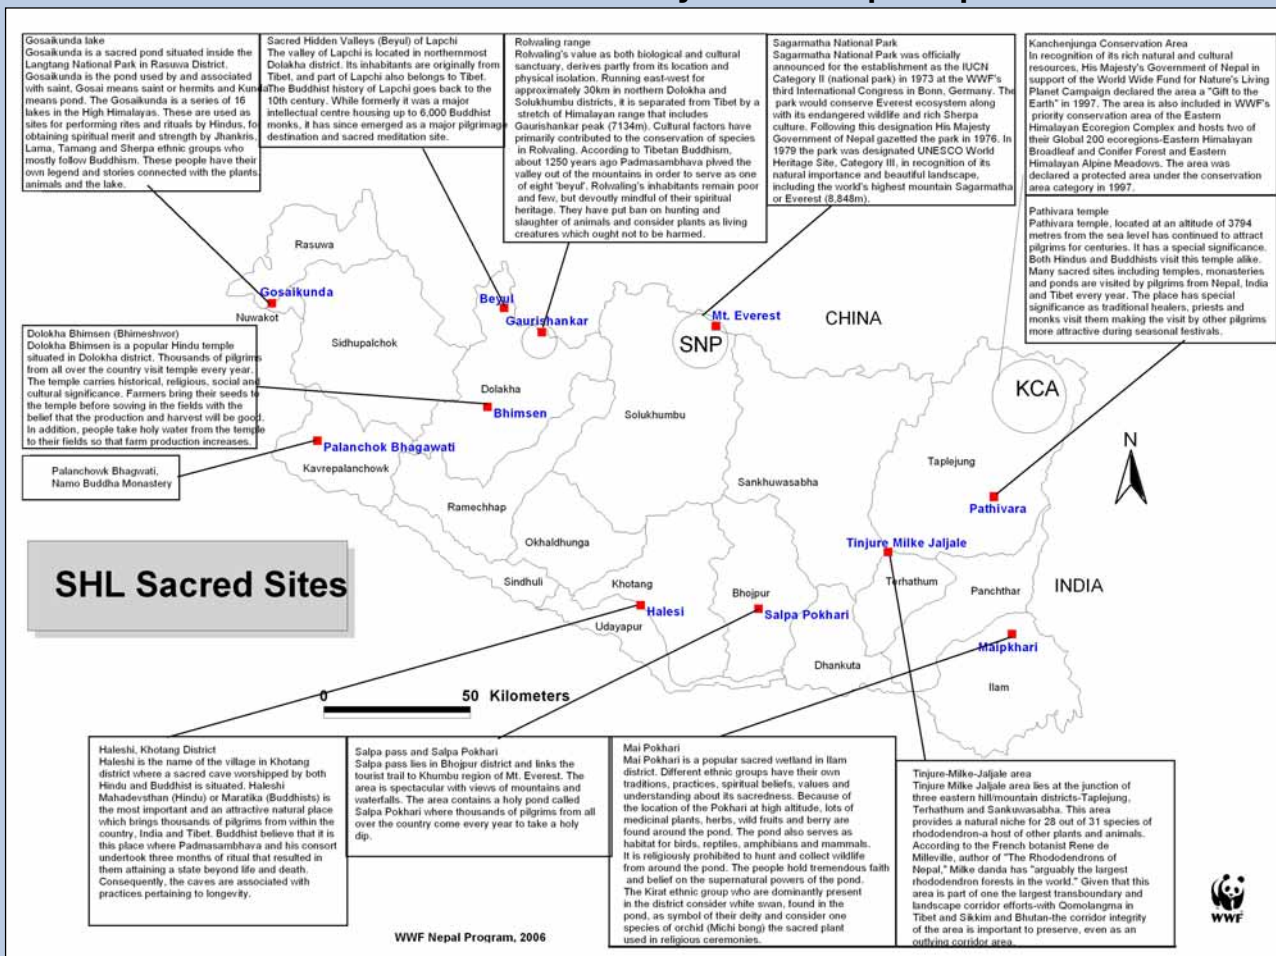 Gosaikunda lake
Gosaikunda is a sacred pond situated inside the
Langtang National Park in Rasuwa District.
Gosaikunda is the pond used by and associated
with saint, Gosai means saint or hermits and Kunda
means pond. The Gosaikunda is a series of 16
lakes in the High Himalayas. These are used as
sites for performing rites and rituals by Hindus, for
obtaining spiritual merit and strength by Jhankris,
Lama, Tamang and Sherpa ethnic groups who
mostly follow Buddhism. These people have their
own legend and stories connected with the plants,
animals and the lake.
Sacred Hidden Valleys (Beyul) of Lapchi
The valley of Lapchi is located in northernmost
Dolakha district. Its inhabitants are originally from
Tibet, and part of Lapchi also belongs to Tibet.
The Buddhist history of Lapchi goes back to the
10th century. While formerly it was a major
intellectual centre housing up to 6,000 Buddhist
monks, it has since emerged as a major pilgrimage
destination and sacred meditation site.
Rolwaling range
Rolwaling's value as both biological and cultural
sanctuary, derives partly from its location and
physical isolation. Running east-west for
approximately 30km in northern Dolokha and
Solukhumbu districts, it is separated from Tibet by a
stretch of Himalayan range that includes
Gaurishankar peak (7134m). Cultural factors have
primarily contributed to the conservation of species
in Rolwaling. According to Tibetan Buddhism,
about 1250 years ago Padmasambhava plwed the
valley out of the mountains in order to serve as one
of eight 'beyul'. Rolwaling's inhabitants remain poor
and few, but devoutly mindful of their spiritual
heritage. They have put ban on hunting and
slaughter of animals and consider plants as living
creatures which ought not to be harmed.
Sagarmatha National Park
Sagarmatha National Park was officially
announced for the establishment as the IUCN
Category II (national park) in 1973 at the WWF's
third International Congress in Bonn, Germany. The
park would conserve Everest ecosystem along
with its endangered wildlife and rich Sherpa
culture. Following this designation His Majesty
Government of Nepal gazetted the park in 1976. In
1979 the park was designated UNESCO World
Heritage Site, Category III, in recognition of its
natural importance and beautiful landscape,
including the world's highest mountain Sagarmatha
or Everest (8,848m).
Kanchenjunga Conservation Area
In recognition of its rich natural and cultural
resources, His Majesty's Government of Nepal in
support of the World Wide Fund for Nature's Living
Planet Campaign declared the area a "Gift to the
Earth" in 1997. The area is also included in WWF's
priority conservation area of the Eastern
Himalayan Ecoregion Complex and hosts two of
their Global 200 ecoregions-Eastern Himalayan
Broadleaf and Conifer Forest and Eastern
Himalayan Alpine Meadows. The area was
declared a protected area under the conservation
area category in 1997.
Pathivara temple
Pathivara temple, located at an altitude of 3794
metres from the sea level has continued to attract
pilgrims for centuries. It has a special significance.
Both Hindus and Buddhists visit this temple alike.
Many sacred sites including temples, monasteries
and ponds are visited by pilgrims from Nepal, India
and Tibet every year. The place has special
significance as traditional healers, priests and
monks visit them making the visit by other pilgrims
more attractive during seasonal festivals.
Rasuwa
Gosaikunda
Nuwakot
Sidhupalchok
Beyul
Gaurishankar
Mt. Everest
CHINA
SNP
KCA
Dolokha Bhimsen (Bhimeshwor)
Dolokha Bhimsen is a popular Hindu temple
situated in Dolokha district. Thousands of pilgrims
from all over the country visit temple every year.
The temple carries historical, religious, social and
cultural significance. Farmers bring their seeds to
the temple before sowing in the fields with the
belief that the production and harvest will be good.
In addition, people take holy water from the temple
to their fields so that farm production increases.
Dolakha
Bhimsen
Solukhumbu
Palanchok Bhagawati
Kavrepalanchowk
Palanchowk Bhagwati,
Namo Buddha Monastery
N
Taplejung
Sankhuwasabha
Pathivara
Ramechhap
Okhaldhunga
Tinjure Milke Jaljale
SHL Sacred Sites
Sindhuli
Khotang
Bhojpur
Terhathum
Panchthar
INDIA
Halesi
Salpa Pokhari
Udayapur
Maipkhari
Dhankuta
Ilam
0 50 Kilometers
Haleshi, Khotang District
Haleshi is the name of the village in Khotang
district where a sacred cave worshipped by both
Hindu and Buddhist is situated. Haleshi
Mahadevsthan (Hindu) or Maratika (Buddhists) is
the most important and an attractive natural place
which brings thousands of pilgrims from within the
country, India and Tibet. Buddhist believe that it is
this place where Padmasambhava and his consort
undertook three months of ritual that resulted in
them attaining a state beyond life and death.
Consequently, the caves are associated with
practices pertaining to longevity.
Salpa pass and Salpa Pokhari
Salpa pass lies in Bhojpur district and links the
tourist trail to Khumbu region of Mt. Everest. The
area is spectacular with views of mountains and
waterfalls. The area contains a holy pond called
Salpa Pokhari where thousands of pilgrims from all
over the country come every year to take a holy
dip.
Mai Pokhari
Mai Pokhari is a popular sacred wetland in Ilam
district. Different ethnic groups have their own
traditions, practices, spiritual beliefs, values and
understanding about its sacredness. Because of
the location of the Pokhari at high altitude, lots of
medicinal plants, herbs, wild fruits and berry are
found around the pond. The pond also serves as
habitat for birds, reptiles, amphibians and mammals.
It is religiously prohibited to hunt and collect wildlife
from around the pond. The people hold tremendous faith
and belief on the supernatural powers of the pond.
The Kirat ethnic group who are dominantly present
in the district consider white swan, found in the
pond, as symbol of their deity and consider one
species of orchid (Michi bong) the sacred plant
used in religious ceremonies.
Tinjure-Milke-Jaljale area
Tinjure Milke Jaljale area lies at the junction of
three eastern hill/mountain districts-Taplejung,
Terhathum and Sankuwasabha. This area
provides a natural niche for 28 out of 31 species of
rhododendron-a host of other plants and animals.
According to the French botanist Rene de
Milleville, author of "The Rhododendrons of
Nepal," Milke danda has "arguably the largest
rhododendron forests in the world." Given that this
area is part of one the largest transboundary and
landscape corridor efforts-with Qomolangma in
Tibet and Sikkim and Bhutan-the corridor integrity
of the area is important to preserve, even as an
outlying corridor area.
WWF Nepal Program, 2006
WWF